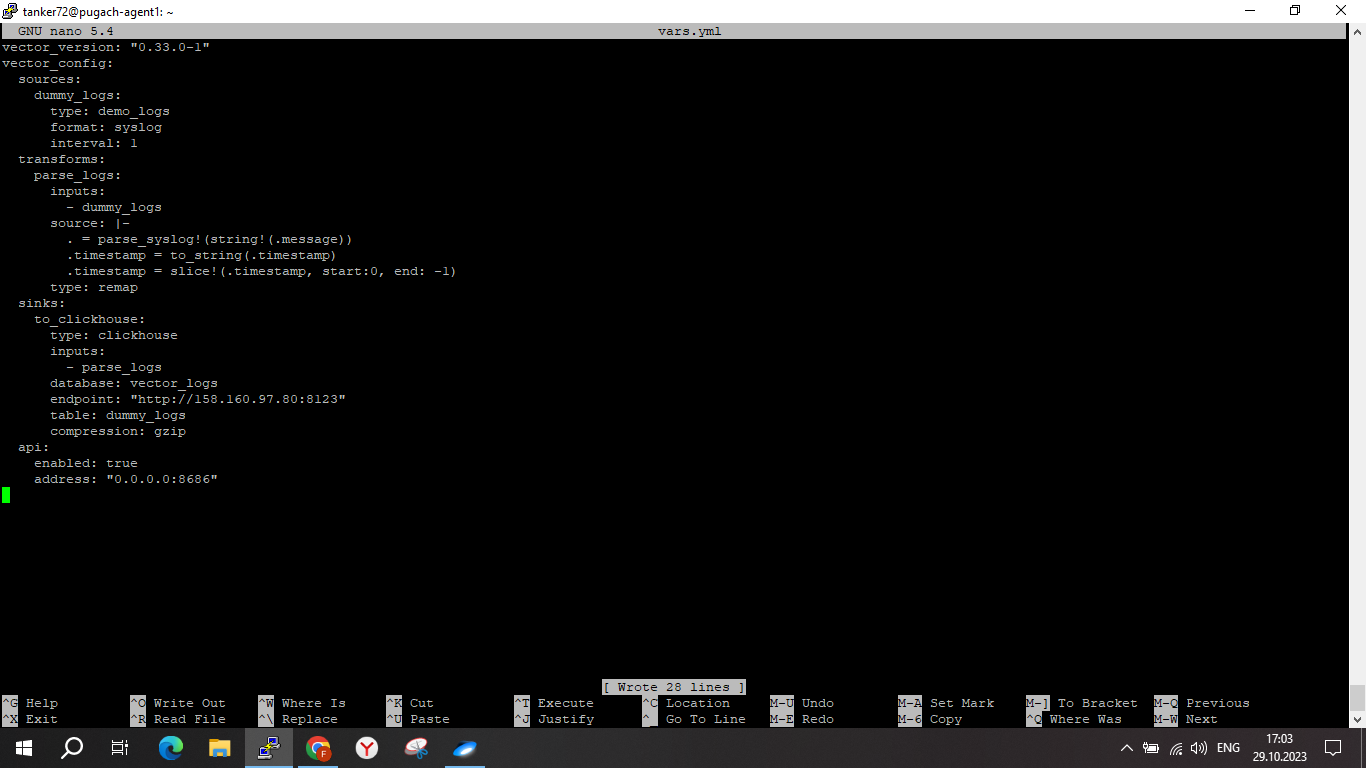 tanker72@pugach-agent1: ~
GNU nano 5.4 vars.yml
vector_version: "0.33.0-1"
vector_config:
  sources:
    dummy_logs:
      type: demo_logs
      format: syslog
      interval: 1
  transforms:
    parse_logs:
      inputs:
        - dummy_logs
      source: |-
        . = parse_syslog!(string!(.message))
        .timestamp = to_string(.timestamp)
        .timestamp = slice!(.timestamp, start:0, end: -1)
      type: remap
  sinks:
    to_clickhouse:
      type: clickhouse
      inputs:
        - parse_logs
      database: vector_logs
      endpoint: "http://158.160.97.80:8123"
      table: dummy_logs
      compression: gzip
  api:
    enabled: true
    address: "0.0.0.0:8686"
[ Wrote 28 lines ]
^G Help ^O Write Out ^W Where Is ^K Cut ^T Execute ^C Location M-U Undo M-A Set Mark M-] To Bracket M-Q Previous
^X Exit ^R Read File ^\ Replace ^U Paste ^J Justify ^_ Go To Line M-E Redo M-6 Copy ^Q Where Was M-W Next
ENG
17:03
29.10.2023